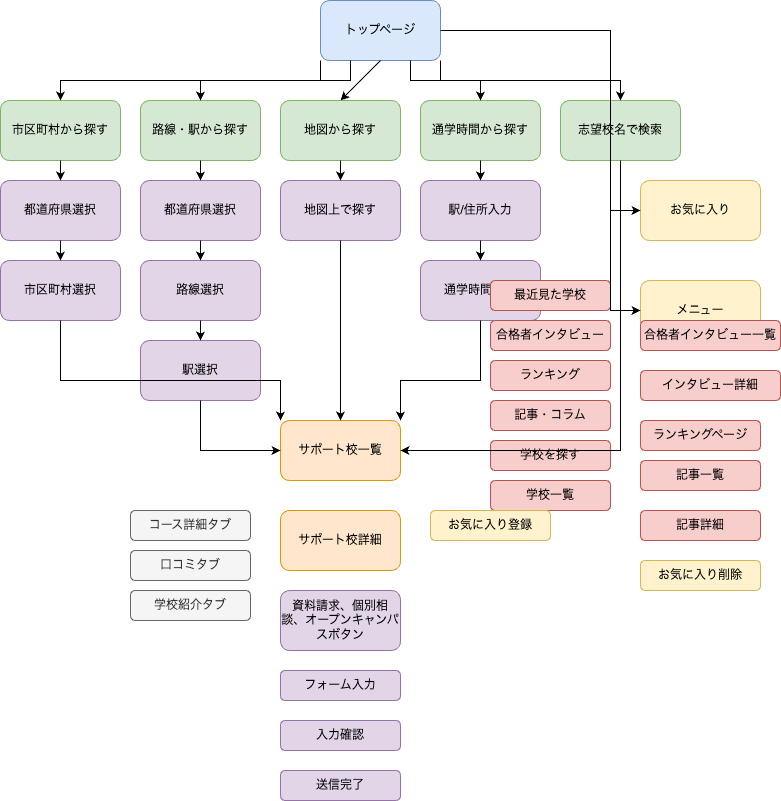 トップページ
市区町村から探す
路線・駅から探す
地図から探す
通学時間から探す
志望校名で検索
都道府県選択
都道府県選択
地図上で探す
駅/住所入力
お気に入り
市区町村選択
路線選択
通学時間
最近見た学校
メニュー
合格者インタビュー
合格者インタビュー一覧
駅選択
ランキング
インタビュー詳細
記事・コラム
ランキングページ
サポート校一覧
学校を探す
記事一覧
学校一覧
コース詳細タブ
サポート校詳細
お気に入り登録
記事詳細
口コミタブ
お気に入り削除
学校紹介タブ
資料請求、個別相
談、オープンキャンパ
スボタン
フォーム入力
入力確認
送信完了